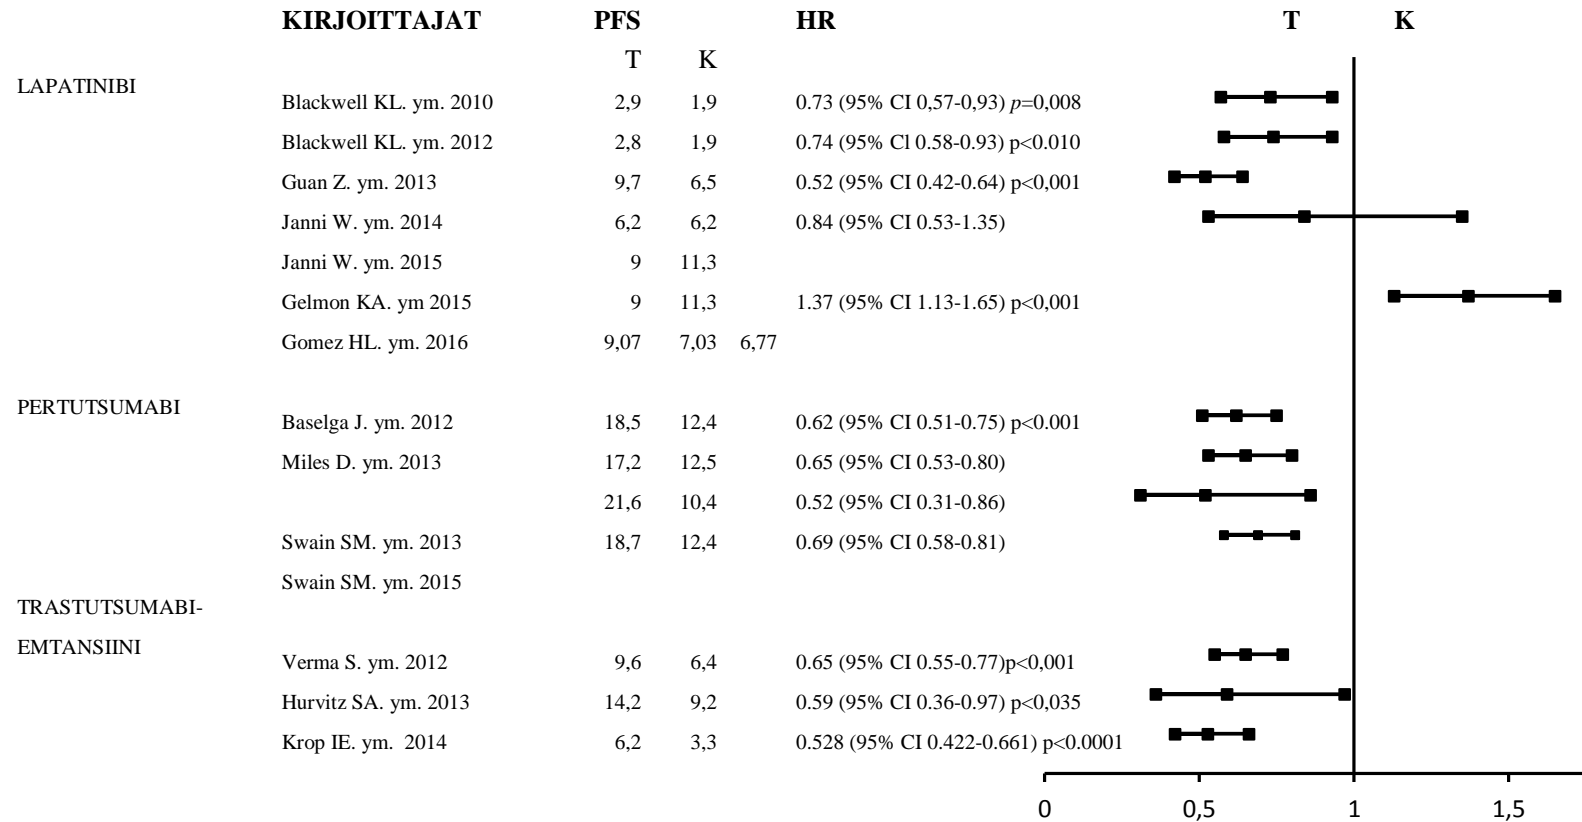 KIRJOITTAJAT PFS HR T K
T K
LAPATINIBI
Blackwell KL. ym. 2010 2,9 1,9 0.73 (95% CI 0,57-0,93) p=0,008
Blackwell KL. ym. 2012 2,8 1,9 0.74 (95% Cl 0.58-0.93) p<0.010
Guan Z. ym. 2013 9,7 6,5 0.52 (95% CI 0.42-0.64) p<0,001
Janni W. ym. 2014 6,2 6,2 0.84 (95% CI 0.53-1.35)
Janni W. ym. 2015 9 11,3
Gelmon KA. ym 2015 9 11,3 1.37 (95% CI 1.13-1.65) p<0,001
Gomez HL. ym. 2016 9,07 7,03 6,77
PERTUTSUMABI
Baselga J. ym. 2012 18,5 12,4 0.62 (95% CI 0.51-0.75) p<0.001
Miles D. ym. 2013 17,2 12,5 0.65 (95% CI 0.53-0.80)
21,6 10,4 0.52 (95% CI 0.31-0.86)
Swain SM. ym. 2013 18,7 12,4 0.69 (95% CI 0.58-0.81)
Swain SM. ym. 2015
TRASTUTSUMABI-
EMTANSIINI
Verma S. ym. 2012 9,6 6,4 0.65 (95% CI 0.55-0.77)p<0,001
Hurvitz SA. ym. 2013 14,2 9,2 0.59 (95% CI 0.36-0.97) p<0,035
Krop IE. ym. 2014 6,2 3,3 0.528 (95% CI 0.422-0.661) p<0.0001
0 0,5 1 1,5